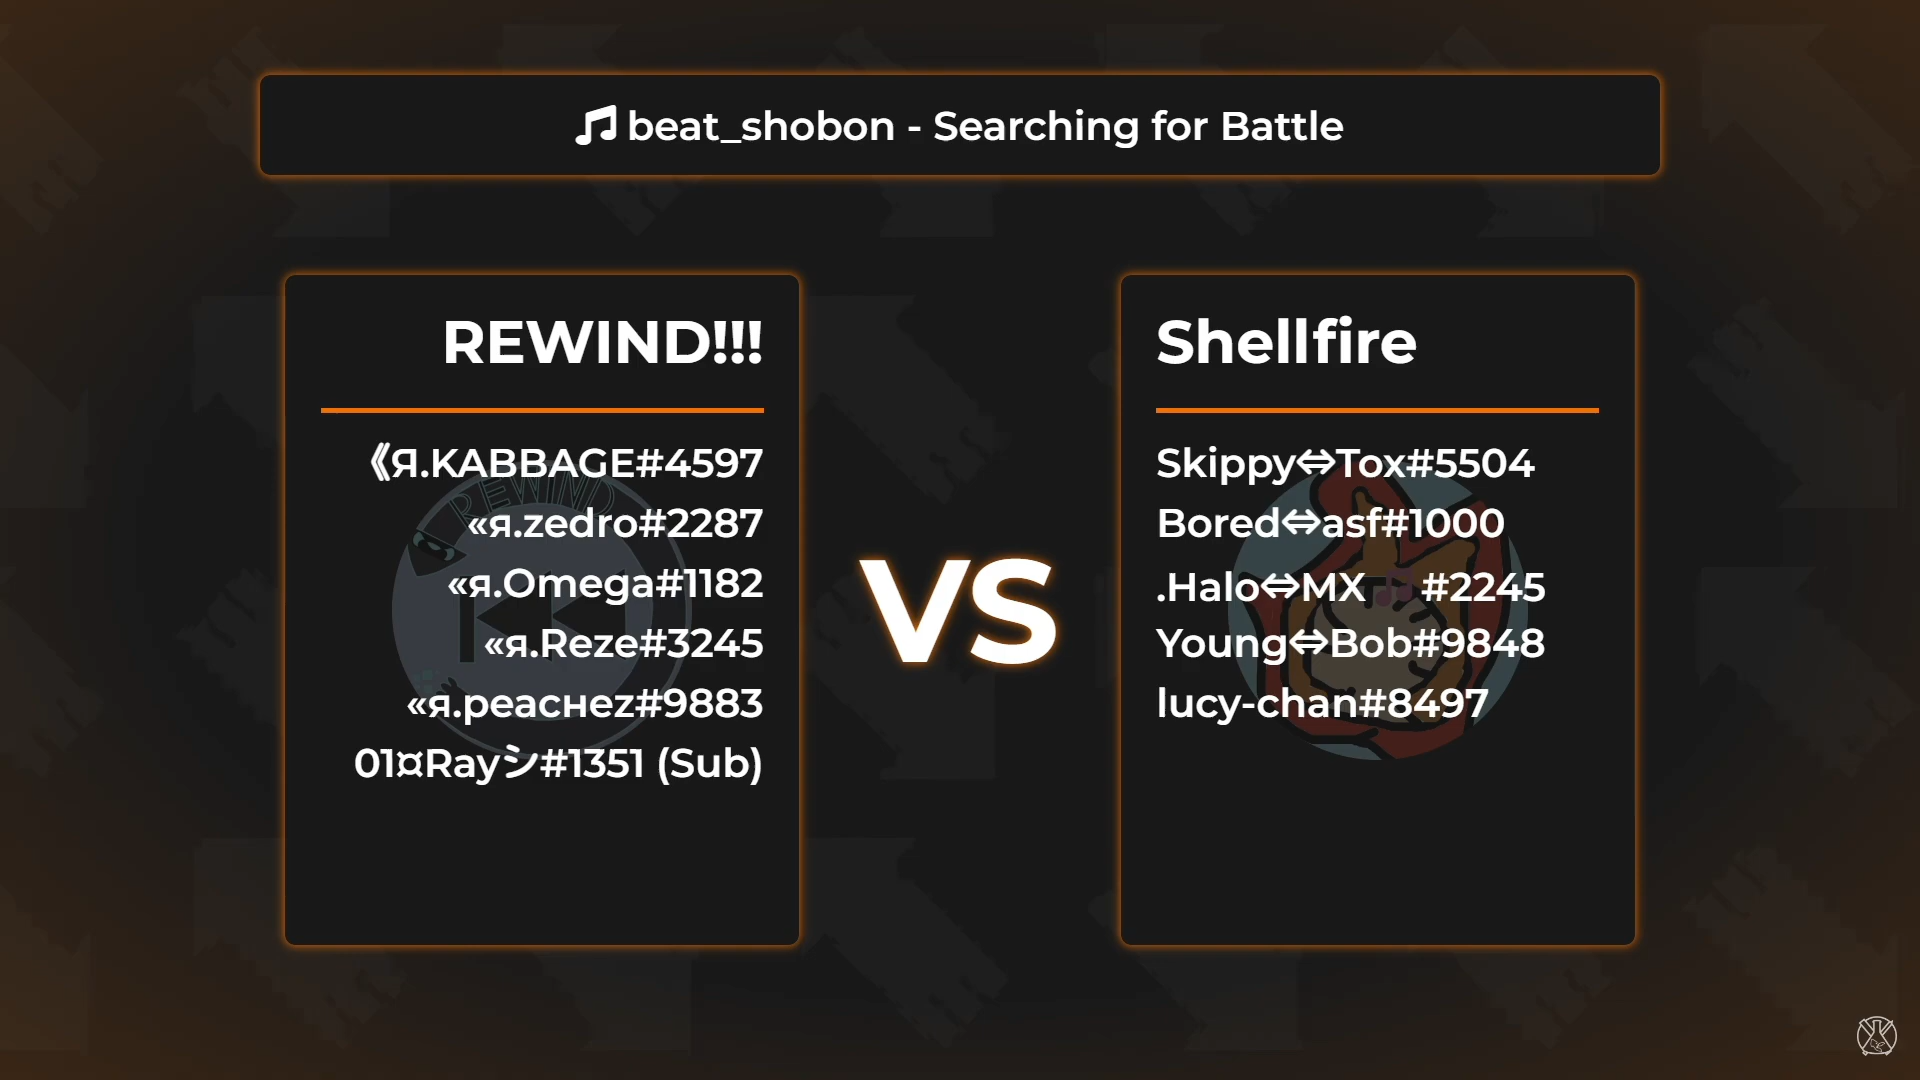 beat_shobon - Searching for Battle
REWIND!!!
《Я.KABBAGE#4597
«я.zedro#2287
«я.Omega#1182
«я.Reze#3245
«я.peacнez#9883
01¤Rayシ#1351 (Sub)
REWIND
VS
Shellfire
Skippy⇔Tox#5504
Bored⇔asf#1000
.Halo⇔MX🎶#2245
Young⇔Bob#9848
lucy-chan#8497